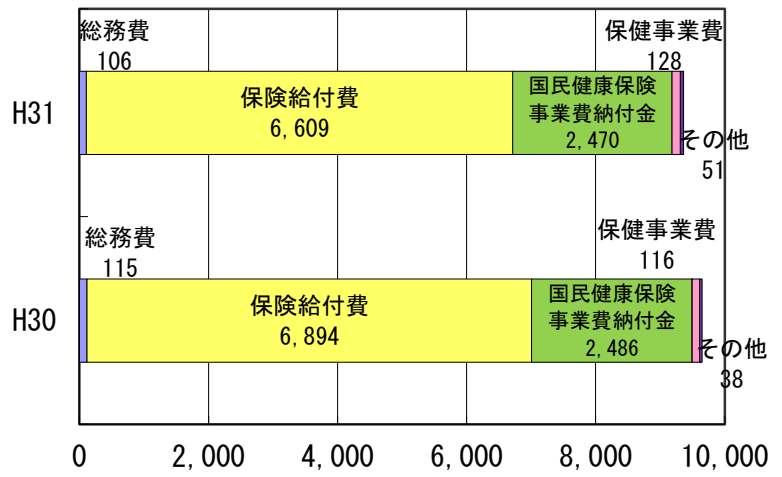 総務費
106
保健事業費
128
H31
保険給付費
6,609
国民健康保険
事業費納付金
2,470
その他
51
総務費
115
保健事業費
116
H30
保険給付費
6,894
国民健康保険
事業費納付金
2,486
その他
38
0 2,000 4,000 6,000 8,000 10,000